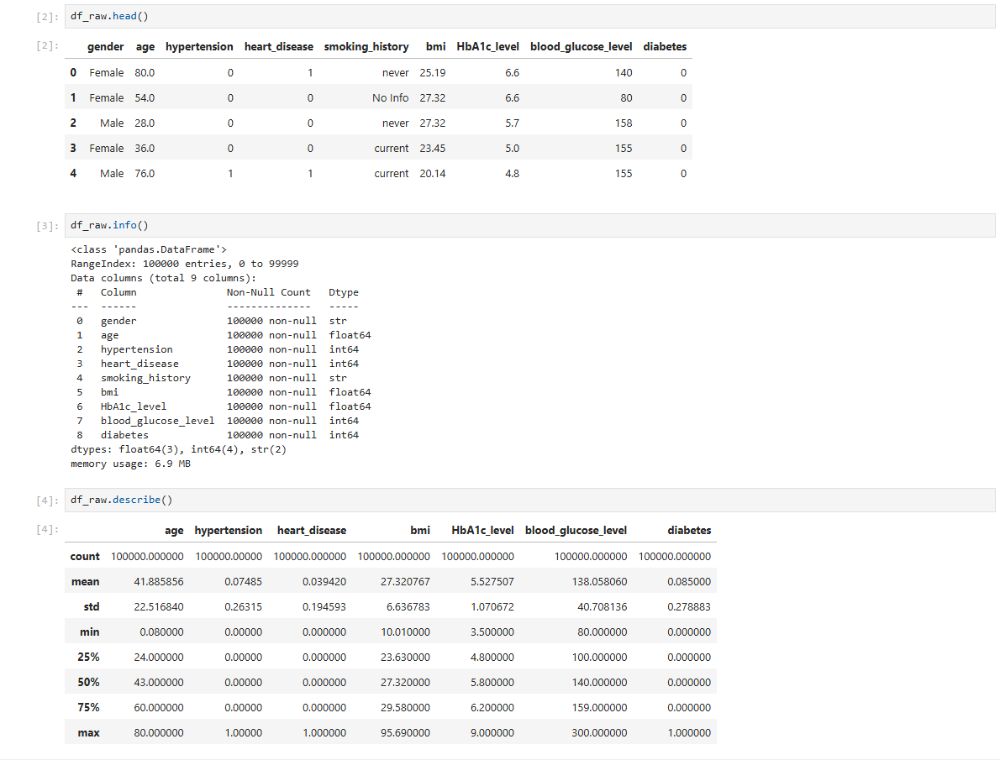 [2]: df_raw.head()
[2]: gender age hypertension heart_disease smoking_history bmi HbA1c_level blood_glucose_level diabetes
0 Female 80.0 0 1 never 25.19 6.6 140 0
1 Female 54.0 0 0 No Info 27.32 6.6 80 0
2 Male 28.0 0 0 never 27.32 5.7 158 0
3 Female 36.0 0 0 current 23.45 5.0 155 0
4 Male 76.0 1 1 current 20.14 4.8 155 0
[3]: df_raw.info()
<class 'pandas.DataFrame'>
RangeIndex: 100000 entries, 0 to 99999
Data columns (total 9 columns):
# Column Non-Null Count Dtype
--- ------ -------------- -----
0 gender 100000 non-null str
1 age 100000 non-null float64
2 hypertension 100000 non-null int64
3 heart_disease 100000 non-null int64
4 smoking_history 100000 non-null str
5 bmi 100000 non-null float64
6 HbA1c_level 100000 non-null float64
7 blood_glucose_level 100000 non-null int64
8 diabetes 100000 non-null int64
dtypes: float64(3), int64(4), str(2)
memory usage: 6.9 MB
[4]: df_raw.describe()
[4]: age hypertension heart_disease bmi HbA1c_level blood_glucose_level diabetes
count 100000.000000 100000.00000 100000.000000 100000.000000 100000.000000 100000.000000 100000.000000
mean 41.885856 0.07485 0.039420 27.320767 5.527507 138.058060 0.085000
std 22.516840 0.26315 0.194593 6.636783 1.070672 40.708136 0.278883
min 0.080000 0.00000 0.000000 10.010000 3.500000 80.000000 0.000000
25% 24.000000 0.00000 0.000000 23.630000 4.800000 100.000000 0.000000
50% 43.000000 0.00000 0.000000 27.320000 5.800000 140.000000 0.000000
75% 60.000000 0.00000 0.000000 29.580000 6.200000 159.000000 0.000000
max 80.000000 1.00000 1.000000 95.690000 9.000000 300.000000 1.000000